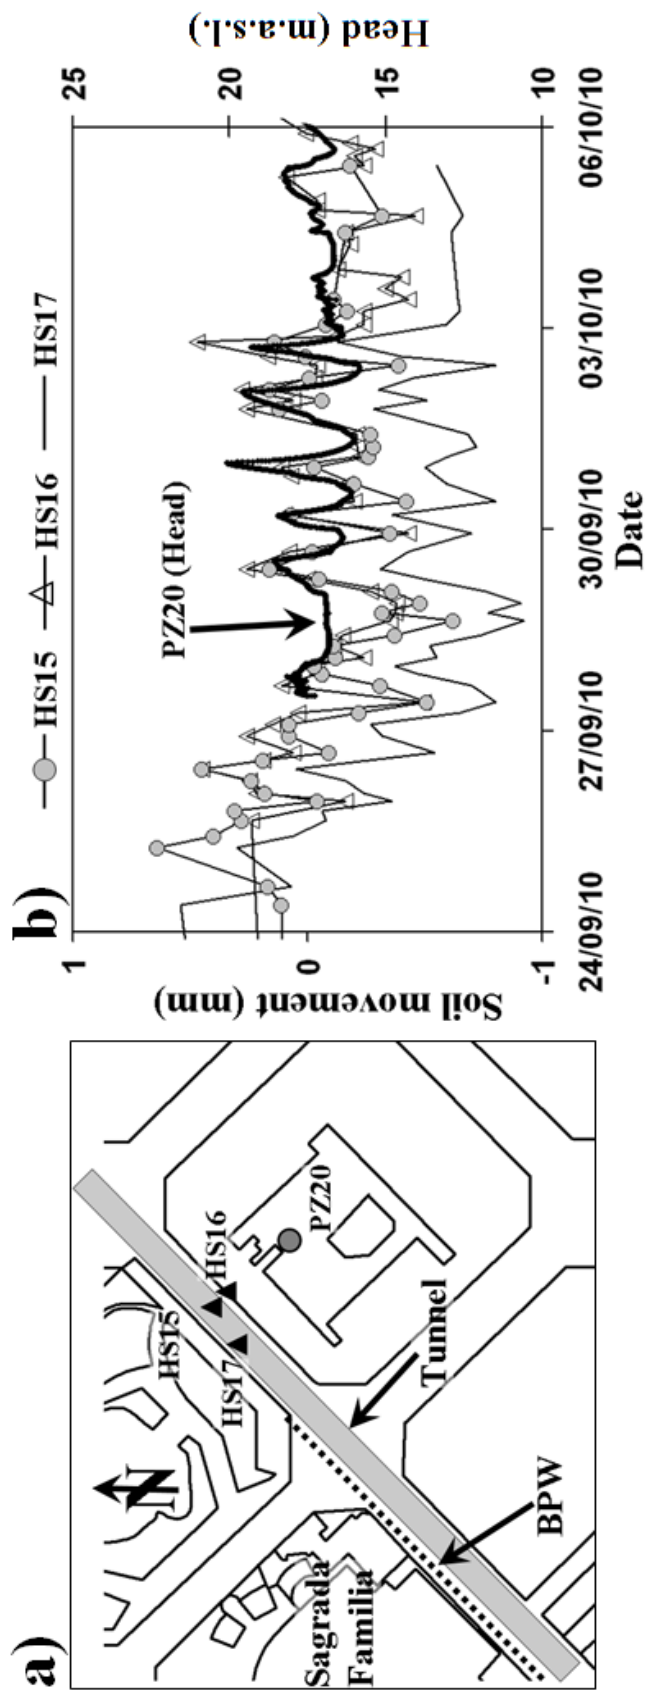 a)
N
HS15
HS16
HS17
PZ20
Sagrada
Familia
Tunnel
BPW
b)
HS15
HS16
HS17
Soil movement (mm)
1
0
-1
PZ20 (Head)
Head (m.a.s.l.)
25
20
15
10
24/09/10
27/09/10
30/09/10
03/10/10
06/10/10
Date